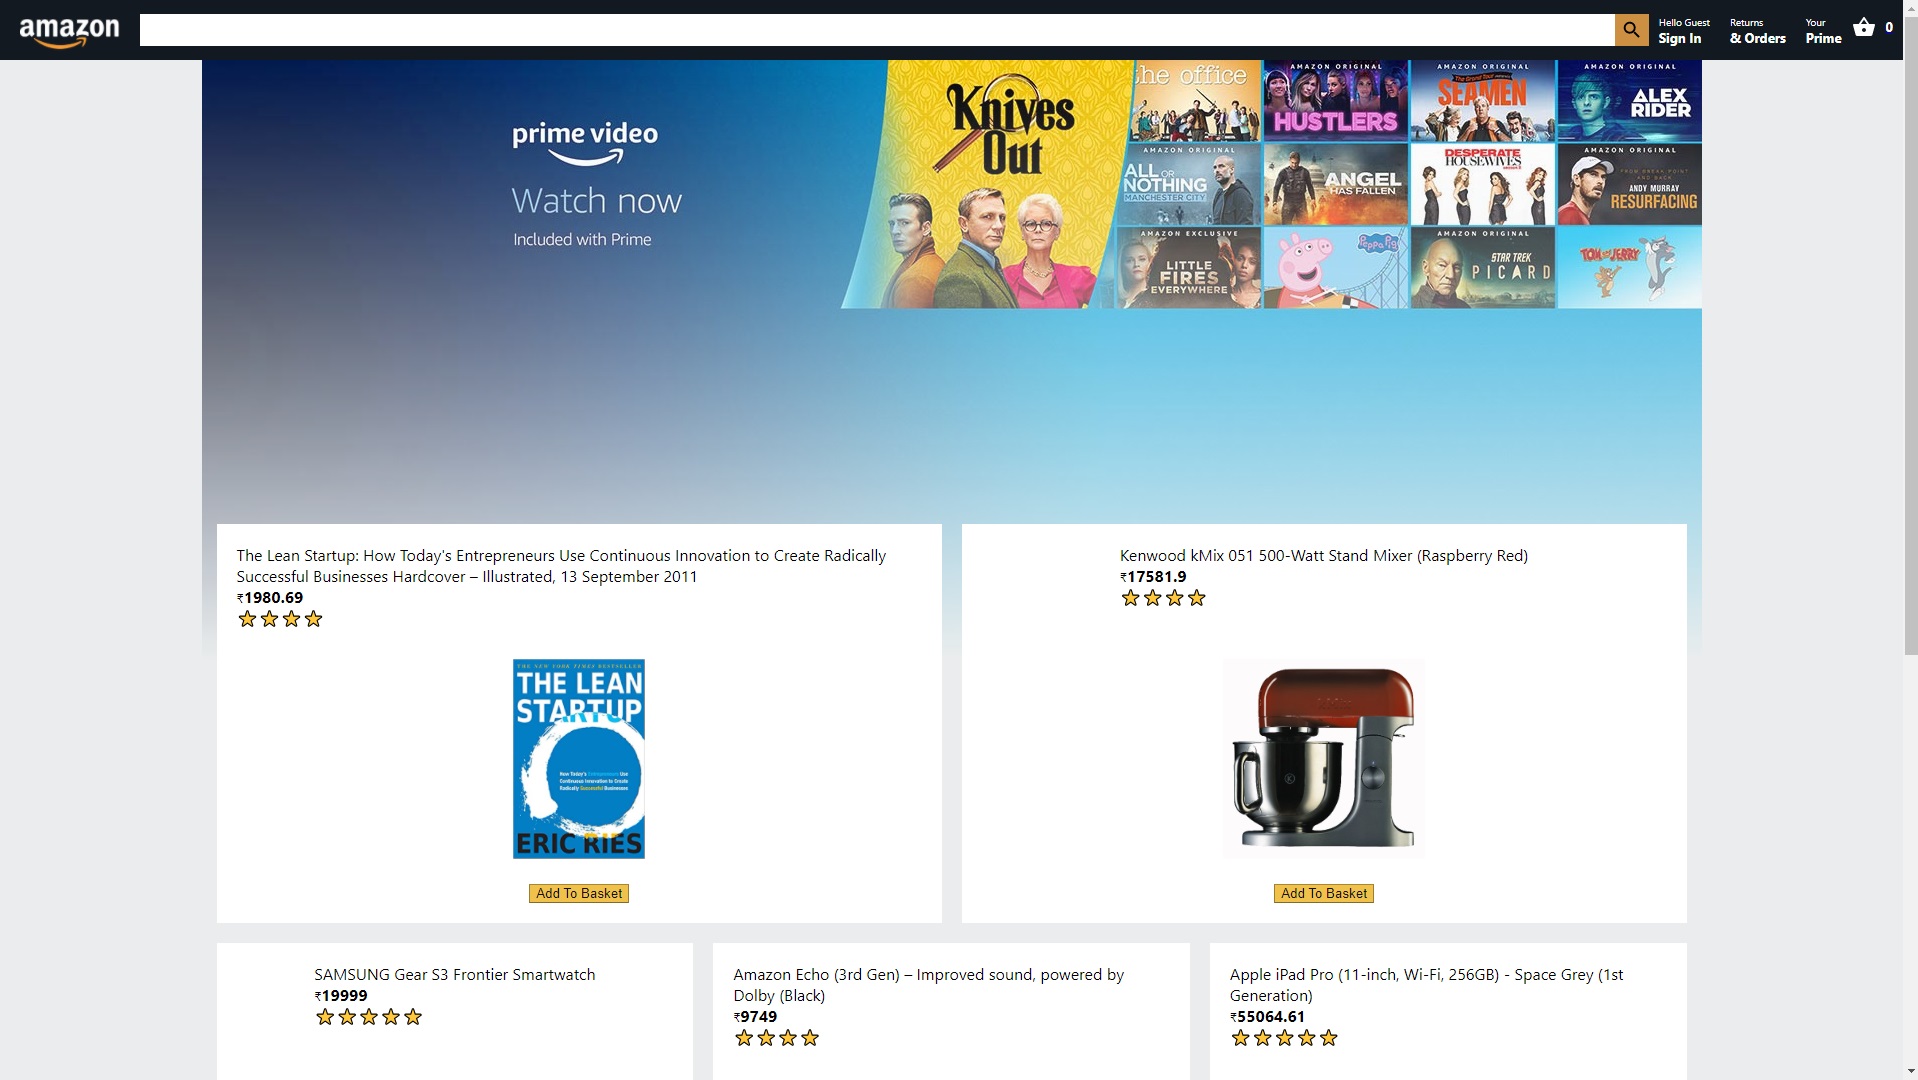 amazon
Hello Guest
Sign In
Returns
& Orders
Your
Prime
0
prime video
Watch now
Included with Prime
Knives
Out
the office
AMAZON ORIGINAL
HUSTLERS
AMAZON ORIGINAL
The Grand Tour
SEAMEN
AMAZON ORIGINAL
ALEX
RIDER
AMAZON ORIGINAL
ALL OR
NOTHING
MANCHESTER CITY
ANGEL
HAS FALLEN
DESPERATE
HOUSEWIVES
AMAZON ORIGINAL
FROM BREAK POINT
AND BACK
ANDY MURRAY
RESURFACING
AMAZON EXCLUSIVE
LITTLE
FIRES
EVERYWHERE
Peppa Pig
AMAZON ORIGINAL
STAR TREK
PICARD
TOM and JERRY
The Lean Startup: How Today's Entrepreneurs Use Continuous Innovation to Create Radically
Successful Businesses Hardcover – Illustrated, 13 September 2011
₹1980.69
THE NEW YORK TIMES BESTSELLER
THE LEAN
STARTUP
How Today's Entrepreneurs Use
Continuous Innovation to Create
Radically Successful Businesses
ERIC RIES
Add To Basket
Kenwood kMix 051 500-Watt Stand Mixer (Raspberry Red)
₹17581.9
Add To Basket
SAMSUNG Gear S3 Frontier Smartwatch
₹19999
Amazon Echo (3rd Gen) – Improved sound, powered by
Dolby (Black)
₹9749
Apple iPad Pro (11-inch, Wi-Fi, 256GB) - Space Grey (1st
Generation)
₹55064.61